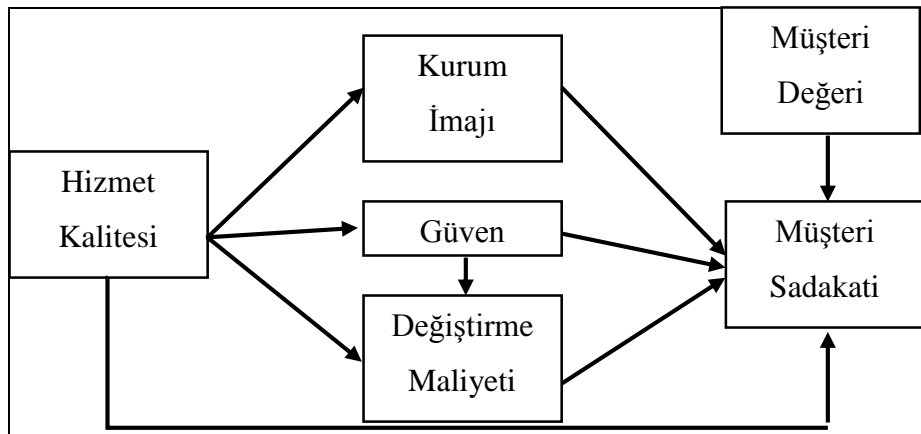 Kurum
İmajı
Müşteri
Değeri
Hizmet
Kalitesi
Güven
Müşteri
Sadakati
Değiştirme
Maliyeti